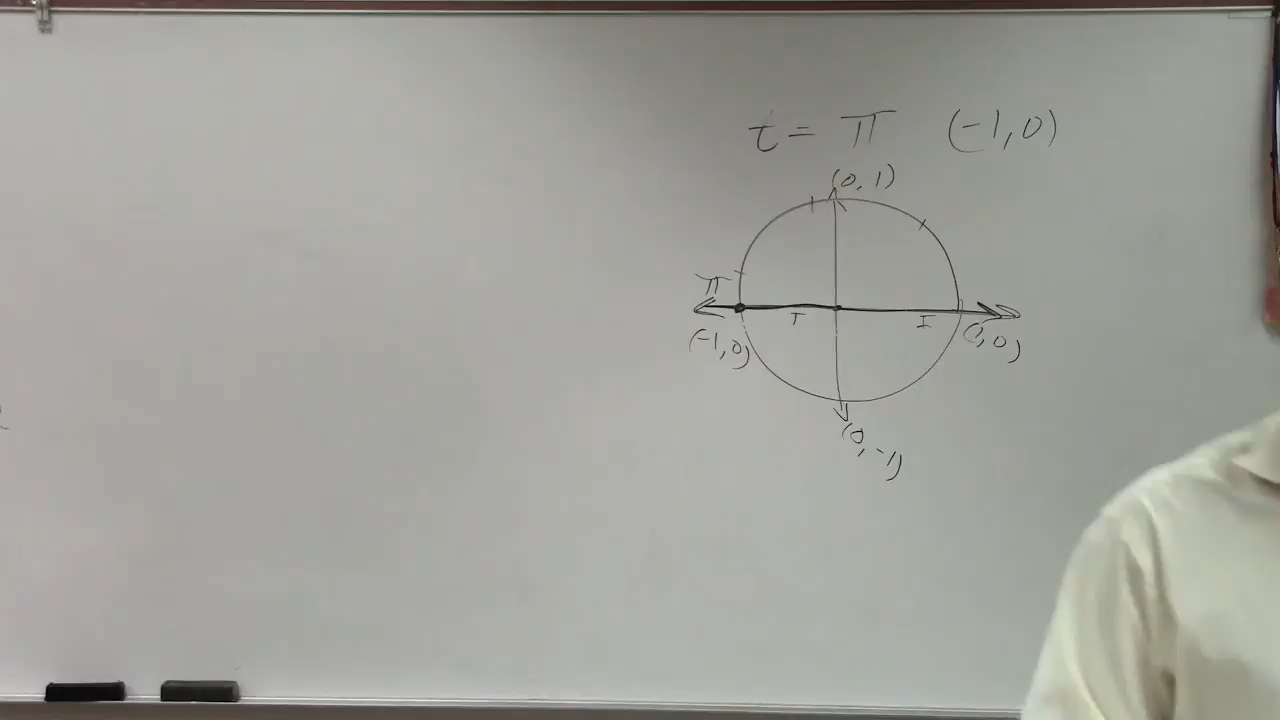 t = π (-1,0)
(0,1)
π
(-1,0)
(1,0)
(0,-1)